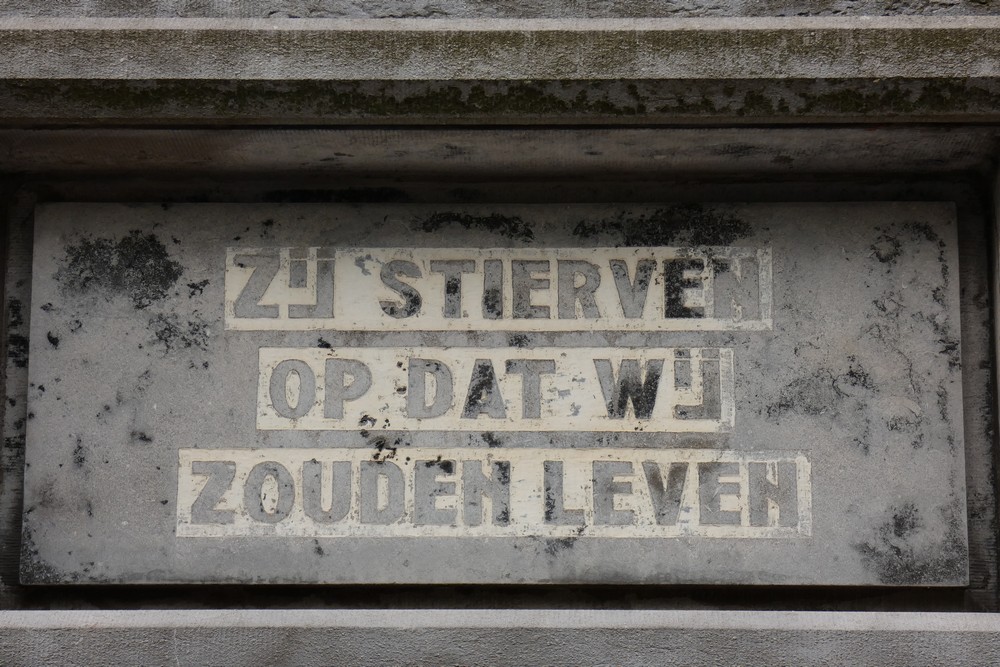 ZIJ STIERVEN
OP DAT WIJ
ZOUDEN LEVEN